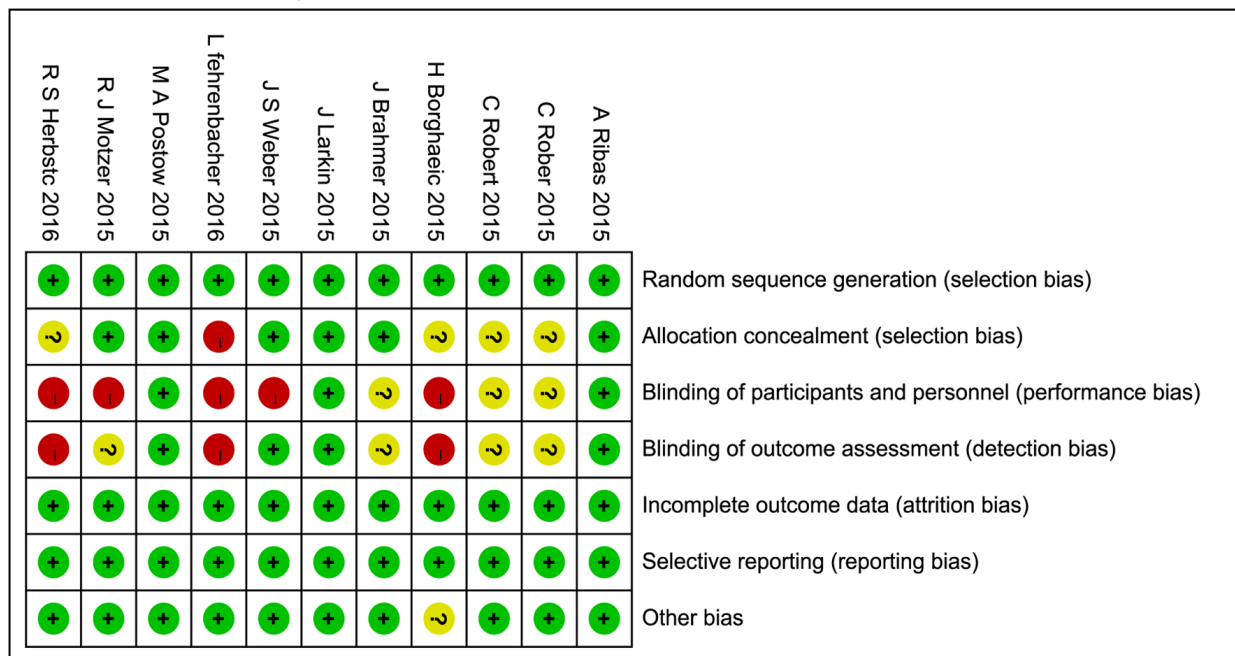 R S Herbstc 2016
R J Motzer 2015
M A Postow 2015
L fehrenbacher 2016
J S Weber 2015
J Larkin 2015
J Brahmer 2015
H Borghaeic 2015
C Robert 2015
C Rober 2015
A Ribas 2015
+ + + + + + + + + + + Random sequence generation (selection bias)
? + + – + + + ? ? ? + Allocation concealment (selection bias)
– – + – – + ? – ? ? + Blinding of participants and personnel (performance bias)
– ? + – + + ? – ? ? + Blinding of outcome assessment (detection bias)
+ + + + + + + + + + + Incomplete outcome data (attrition bias)
+ + + + + + + + + + + Selective reporting (reporting bias)
+ + + + + + + ? + + + Other bias